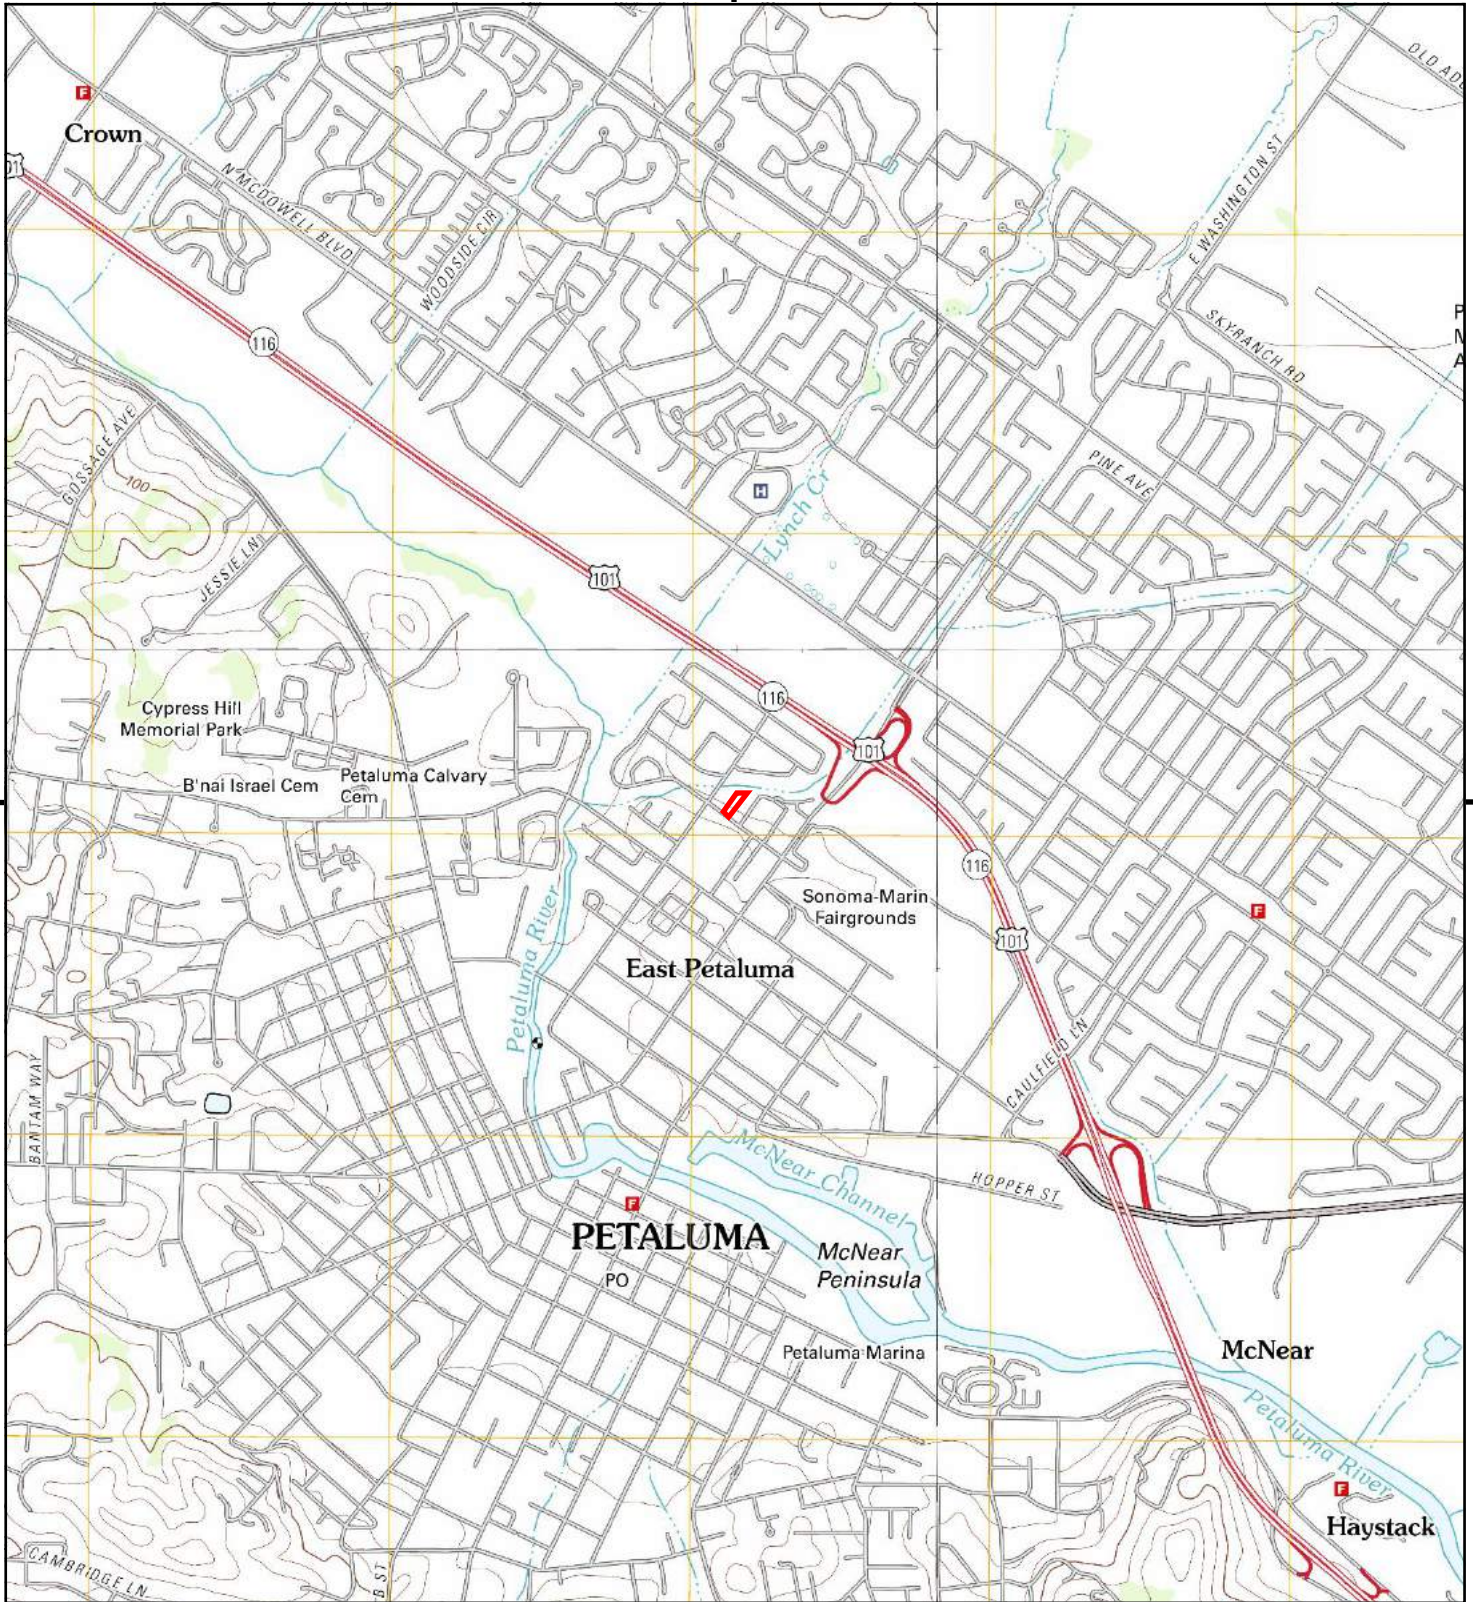 OLD AD
F
Crown
101
N MCDOWELL BLVD
WOODSIDE CIR
E WASHINGTON ST
116
SKYRANCH RD
P
M
A
GOSSAGE AVE
100
H
Lynch Cr
PINE AVE
JESSIE LN
101
116
Cypress Hill
Memorial Park
101
B'nai Israel Cem
Petaluma Calvary
Cem
116
Sonoma-Marin
Fairgrounds
F
Petaluma River
101
East Petaluma
CAULFIELD LN
BANTAM WAY
McNear Channel
HOPPER ST
F
PETALUMA
McNear
Peninsula
PO
Petaluma Marina
McNear
Petaluma River
F
Haystack
CAMBRIDGE LN
B ST